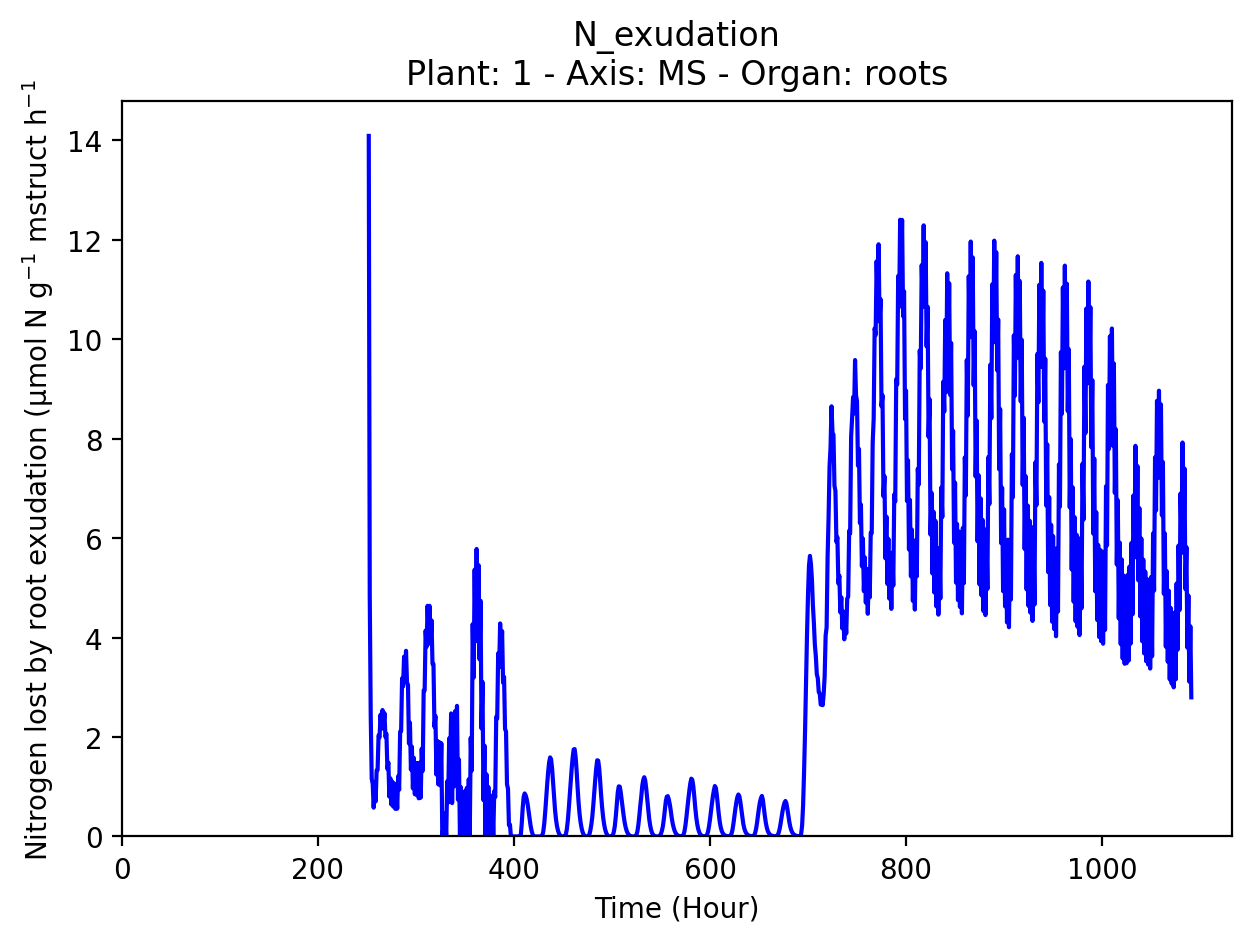 N_exudation
Plant: 1 - Axis: MS - Organ: roots
Nitrogen lost by root exudation (µmol N g⁻¹ mstruct h⁻¹
14
12
10
8
6
4
2
0
0 200 400 600 800 1000
Time (Hour)